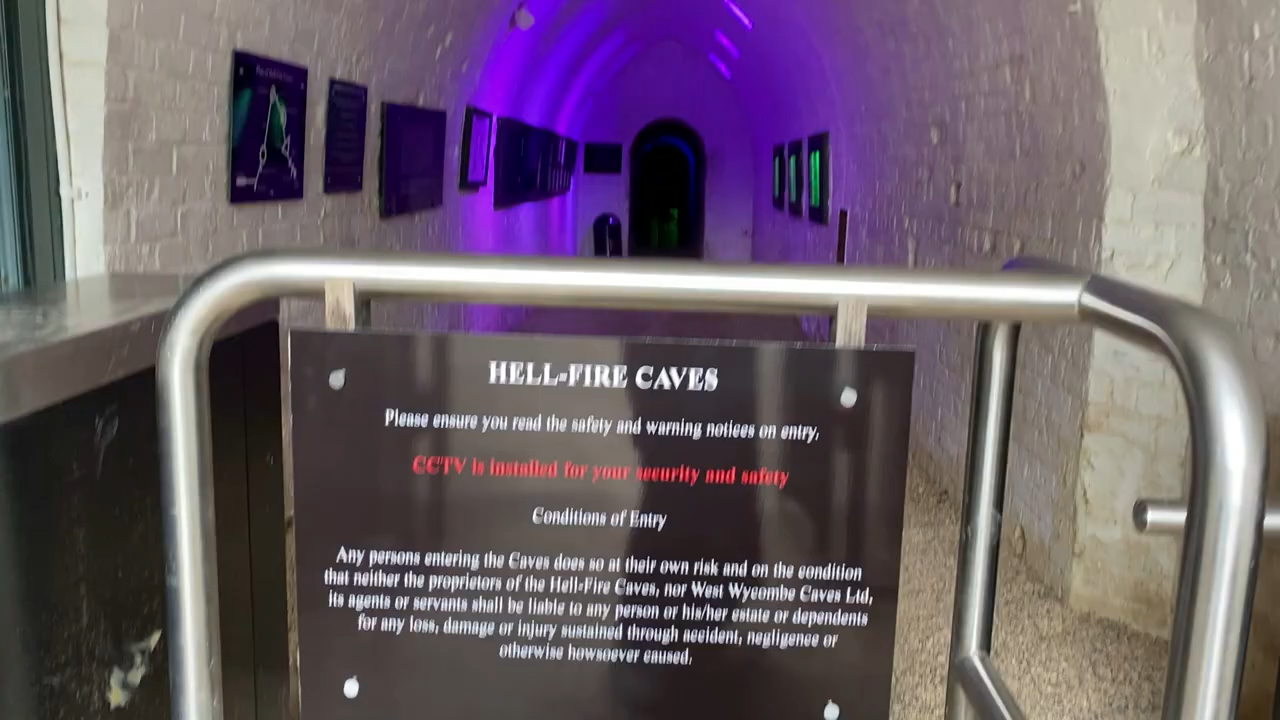 HELL-FIRE CAVES
Please ensure you read the safety and warning notices on entry.
CCTV is installed for your security and safety
Conditions of Entry
Any persons entering the Caves does so at their own risk and on the condition
that neither the proprietors of the Hell-Fire Caves, nor West Wycombe Caves Ltd,
its agents or servants shall be liable to any person or his/her estate or dependents
for any loss, damage or injury sustained through accident, negligence or
otherwise howsoever caused.